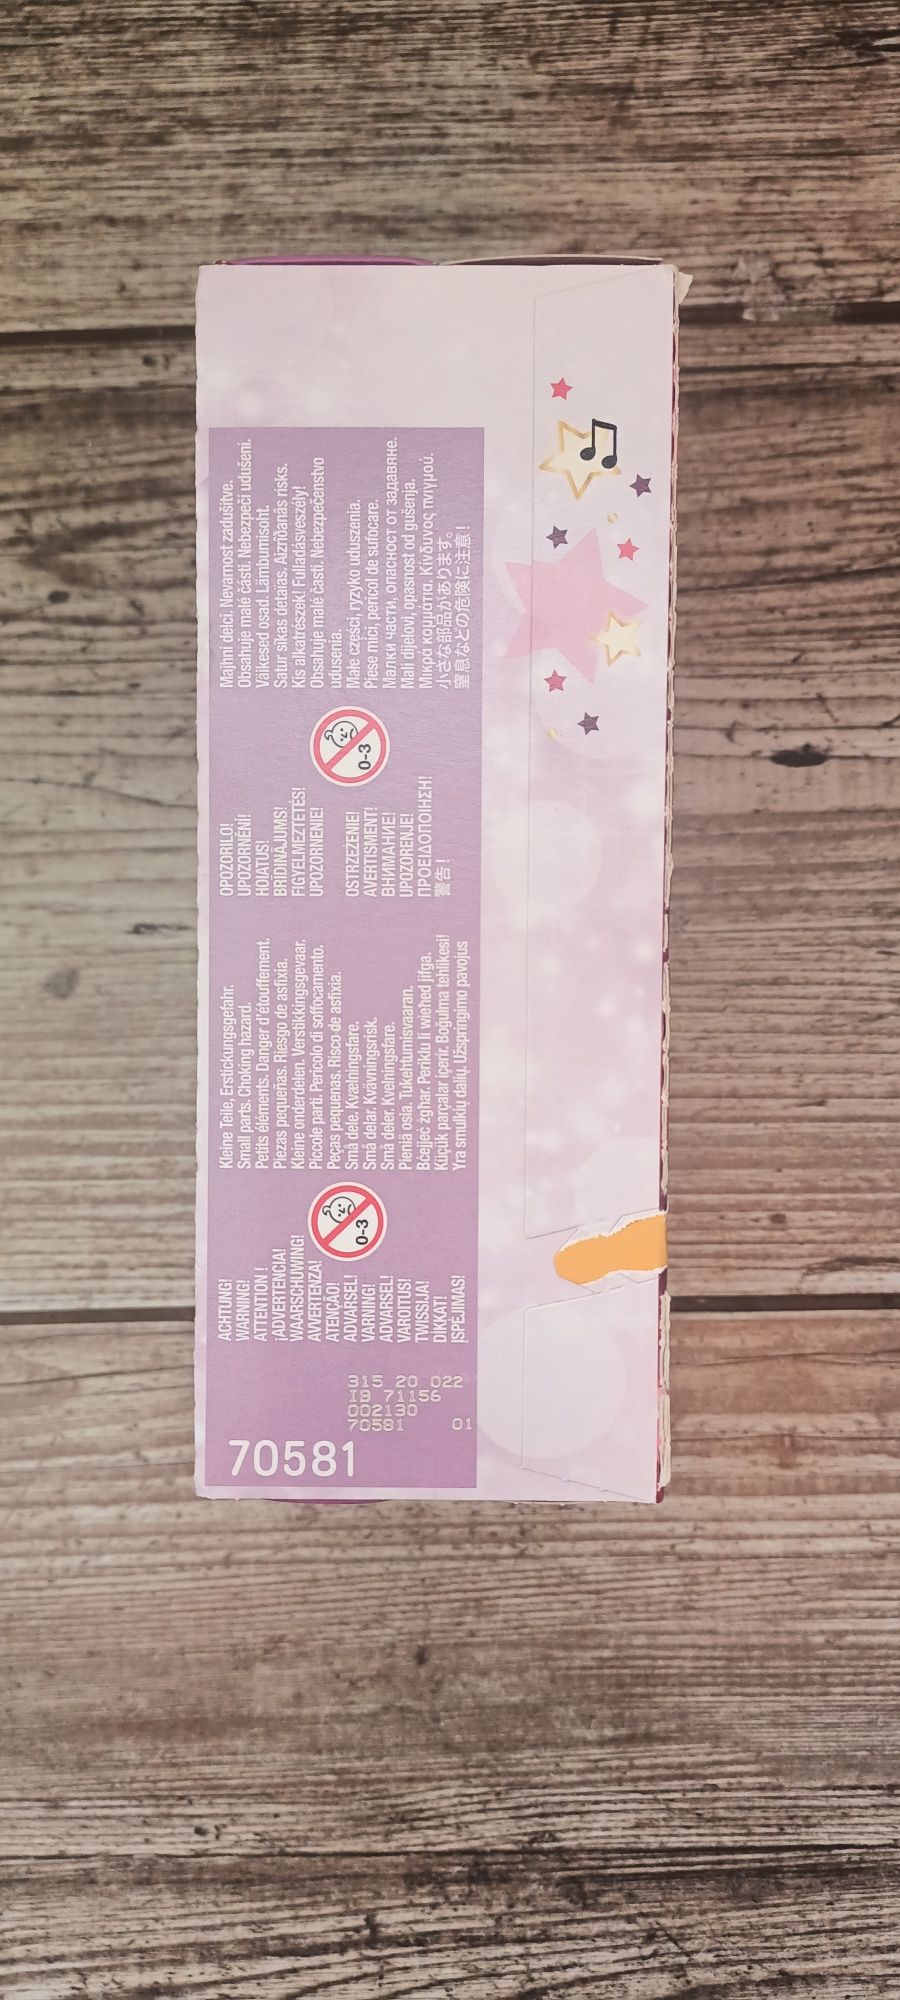 70581
315 20 022
IB 71156
002130
70581 01
ACHTUNG!
WARNING!
ATTENTION !
¡ADVERTENCIA!
WAARSCHUWING!
AVVERTENZA!
ATENÇÃO!
ADVARSEL!
VARNING!
ADVARSEL!
VAROITUS!
TWISSIJA!
DIKKAT!
ĮSPĖJIMAS!
0-3
Kleine Teile, Erstickungsgefahr.
Small parts. Choking hazard.
Petits éléments. Danger d'étouffement.
Piezas pequeñas. Riesgo de asfixia.
Kleine onderdelen. Verstikkingsgevaar.
Piccole parti. Pericolo di soffocamento.
Peças pequenas. Risco de asfixia.
Små dele. Kvælningsfare.
Små delar. Kvävningsrisk.
Små deler. Kvelningsfare.
Pieniä osia. Tukehtumisvaaran.
Bċejjeċ żgħar. Periklu li wieħed jifga.
Küçük parçalar içerir. Boğulma tehlikesi!
Yra smulkių dalių. Užspringimo pavojus
OPOZORILO!
UPOZORNĚNÍ!
HOIATUS!
BRĪDINĀJUMS!
FIGYELMEZTETÉS!
UPOZORNENIE!
OSTRZEŻENIE!
AVERTISMENT!
ВНИМАНИЕ!
UPOZORENJE!
ΠΡΟΕΙΔΟΠΟΙΗΣΗ!
警告！
0-3
Majhni delci. Nevarnost zadušitve.
Obsahuje malé části. Nebezpečí udušení.
Väikesed osad. Lämbumisoht.
Satur sīkas detaļas. Aizrīšanās risks.
Kis alkatrészek! Fulladásveszély!
Obsahuje malé časti. Nebezpečenstvo
udusenia.
Małe części, ryzyko uduszenia.
Piese mici, pericol de sufocare.
Малки части, опасност от задавяне.
Mali dijelovi, opasnost od gušenja.
Μικρά κομμάτια. Κίνδυνος πνιγμού.
小さな部品があります。
窒息などの危険に注意！